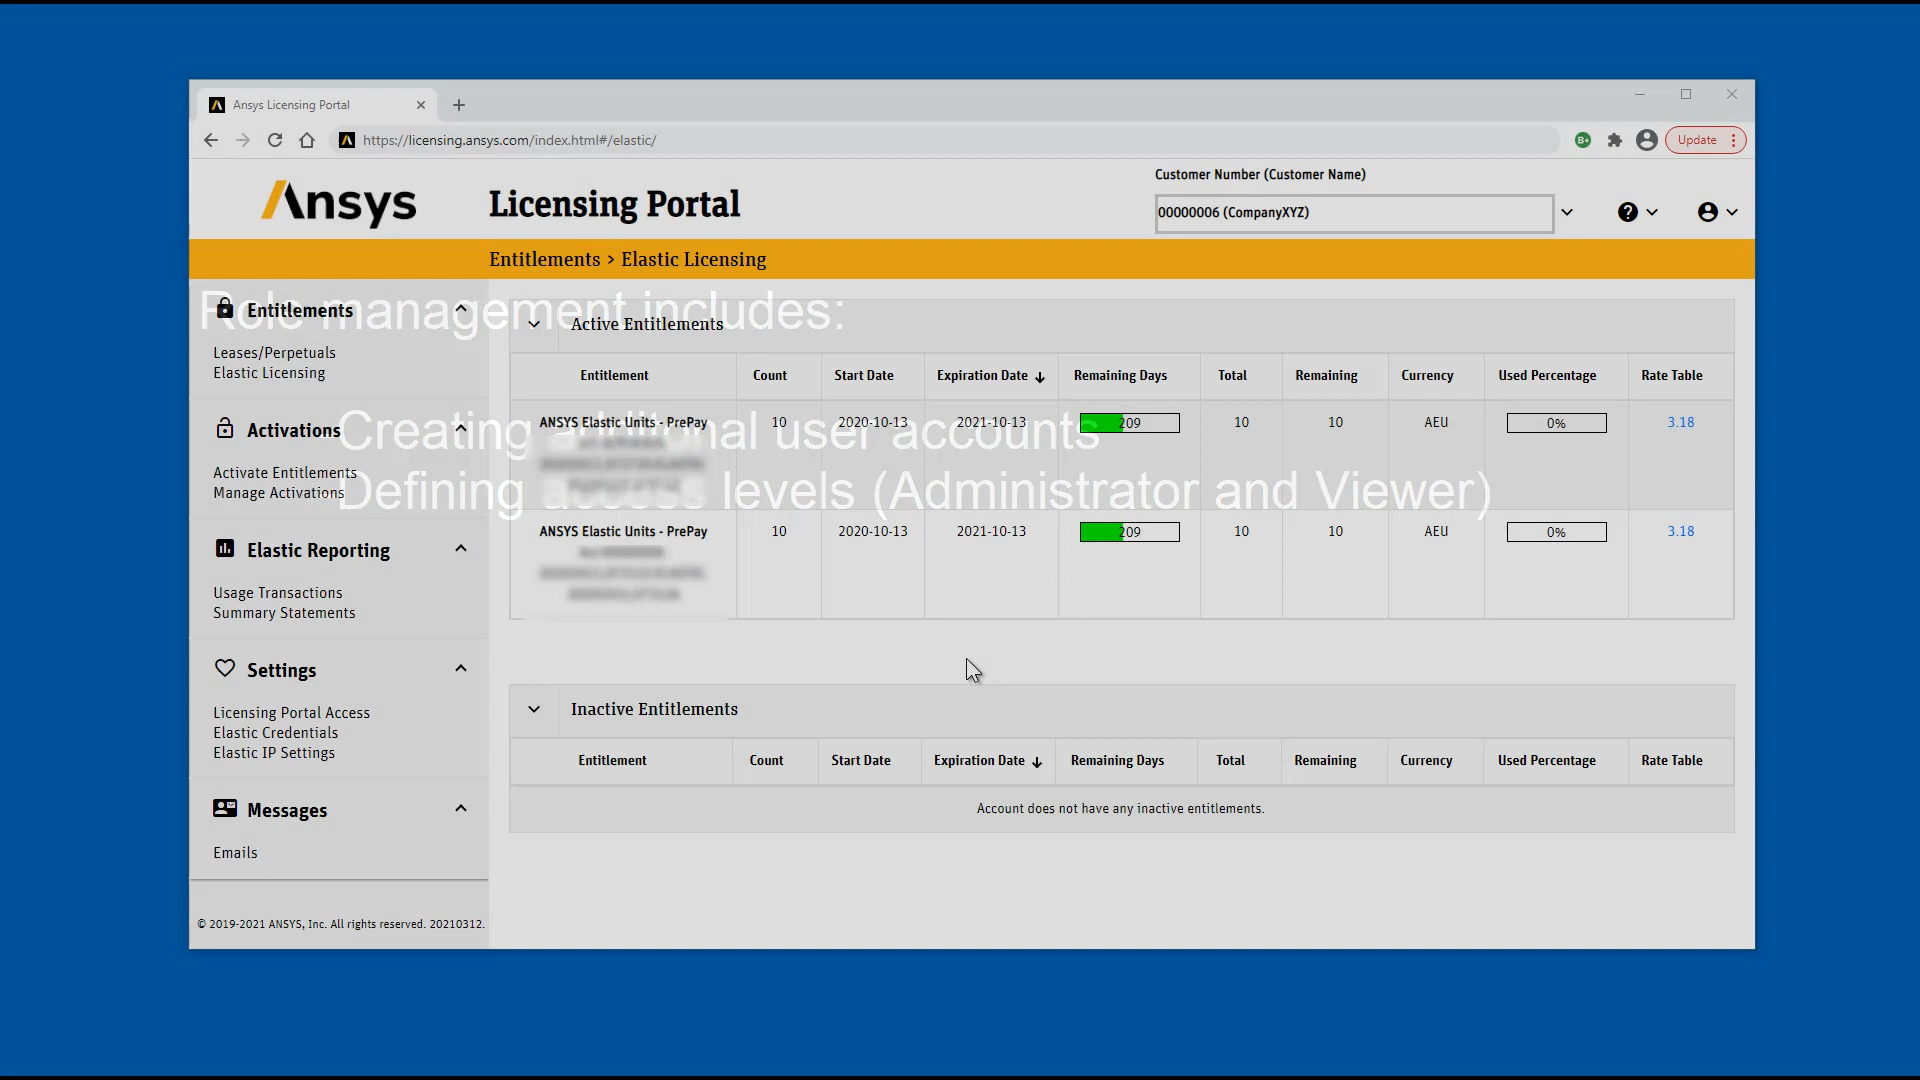 Ansys Licensing Portal
https://licensing.ansys.com/index.html#/elastic/
Update
Ansys
Licensing Portal
Customer Number (Customer Name)
00000006 (CompanyXYZ)
Entitlements > Elastic Licensing
Role management includes:
Creating additional user accounts
Defining access levels (Administrator and Viewer)
Entitlements
Leases/Perpetuals
Elastic Licensing
Activations
Activate Entitlements
Manage Activations
Elastic Reporting
Usage Transactions
Summary Statements
Settings
Licensing Portal Access
Elastic Credentials
Elastic IP Settings
Messages
Emails
© 2019-2021 ANSYS, Inc. All rights reserved. 20210312.
Active Entitlements
Entitlement Count Start Date Expiration Date Remaining Days Total Remaining Currency Used Percentage Rate Table
ANSYS Elastic Units - PrePay 10 2020-10-13 2021-10-13 209 10 10 AEU 0% 3.18
ANSYS Elastic Units - PrePay 10 2020-10-13 2021-10-13 209 10 10 AEU 0% 3.18
Inactive Entitlements
Entitlement Count Start Date Expiration Date Remaining Days Total Remaining Currency Used Percentage Rate Table
Account does not have any inactive entitlements.